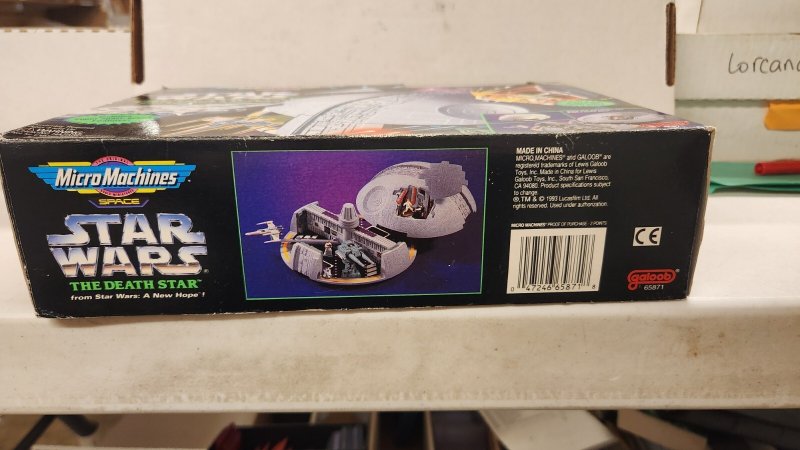 Micro Machines
SPACE
STAR
WARS
THE DEATH STAR™
from Star Wars: A New Hope!
MADE IN CHINA
MICRO MACHINES® and GALOOB® are
registered trademarks of Lewis Galoob
Toys, Inc. Made in China for Lewis
Galoob Toys, Inc., South San Francisco,
CA 94080. Product specifications subject
to change.
®,TM & © 1993 Lucasfilm Ltd. All
rights reserved. Used under authorization.
MICRO MACHINES® PROOF OF PURCHASE - 2 POINTS
0 47246 65871 8
CE
galoob®
65871
Lorcana